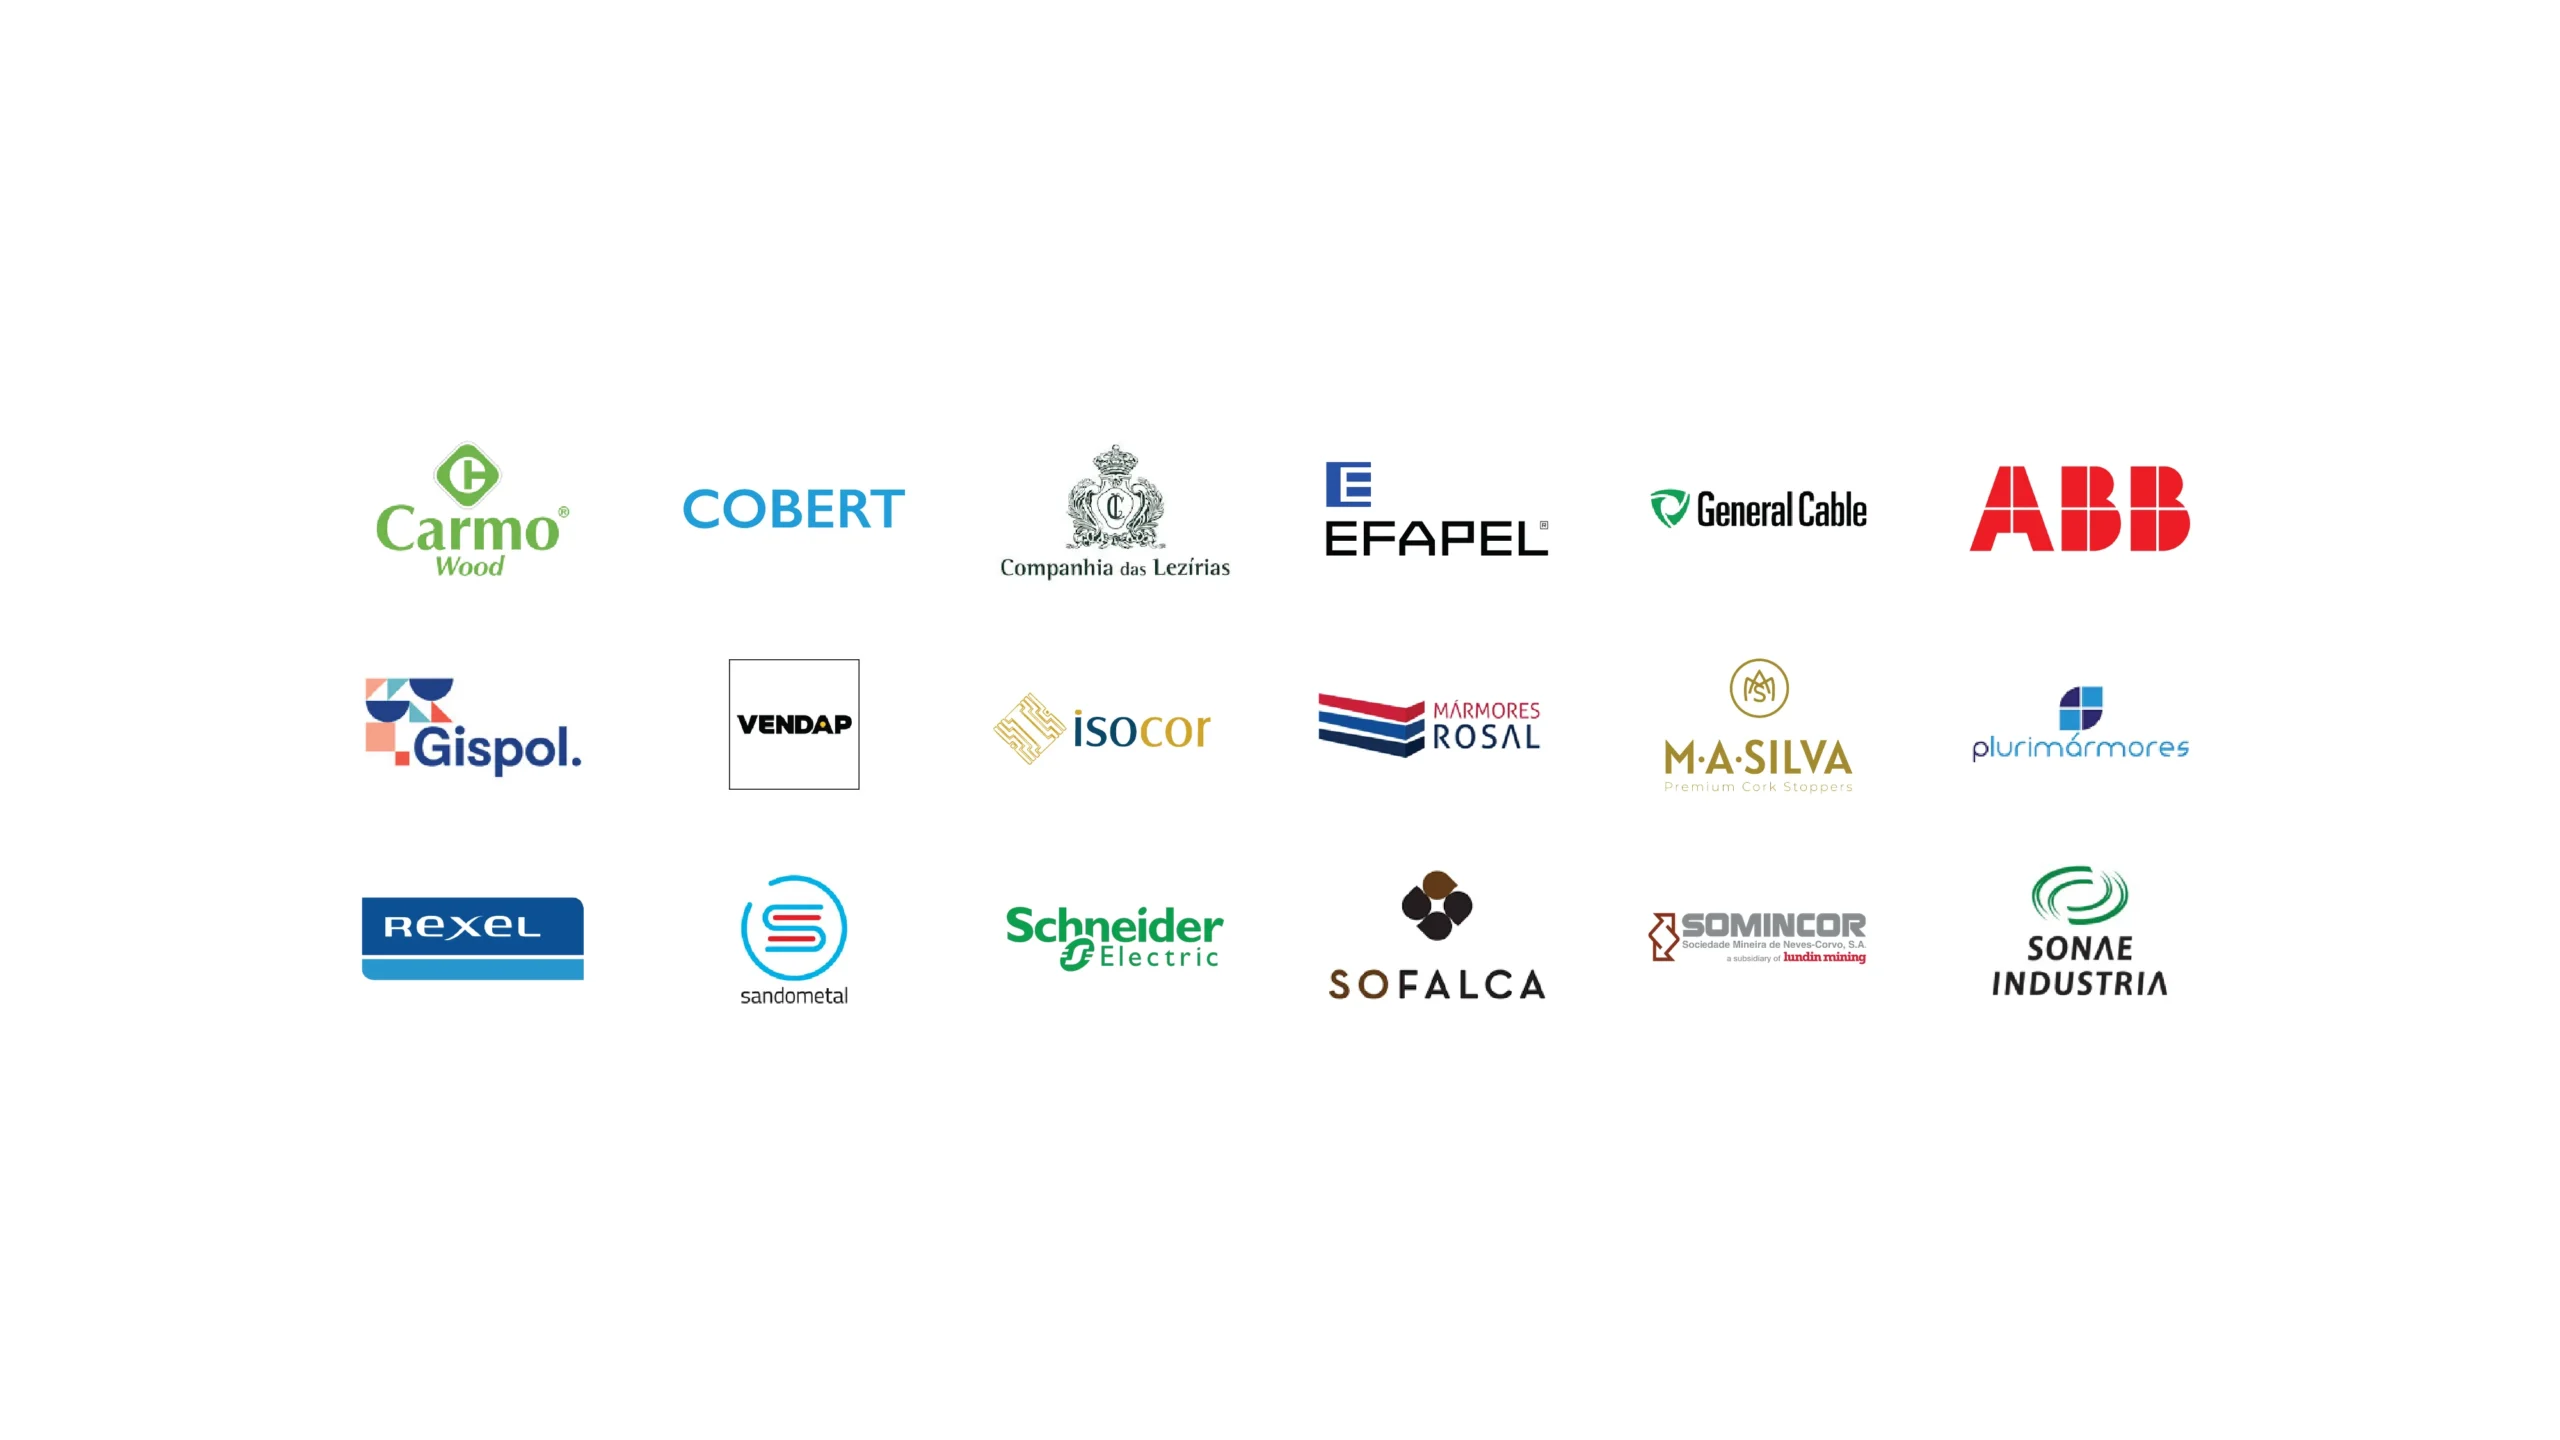 Carmo®
Wood
COBERT
Companhia das Lezírias
EFAPEL®
General Cable
ABB
Gispol.
VENDAP
isocor
MÁRMORES
ROSAL
M·A·SILVA
Premium Cork Stoppers
plurimármores
REXEL
sandometal
Schneider
Electric
SOFALCA
SOMINCOR
Sociedade Mineira de Neves-Corvo, S.A.
a subsidiary of lundin mining
SONAE
INDUSTRIA